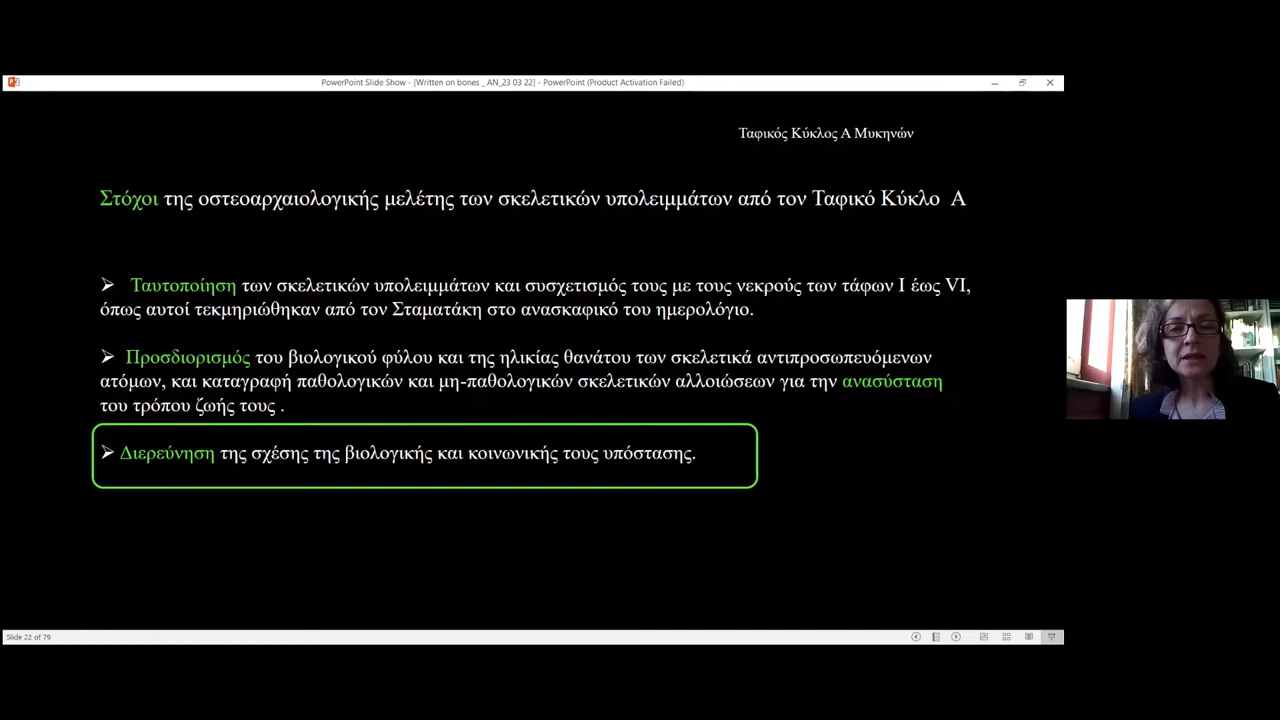 PowerPoint Slide Show - [Written on bones _ AN_23 03 22] - PowerPoint (Product Activation Failed)
Ταφικός Κύκλος Α Μυκηνών
Στόχοι της οστεοαρχαιολογικής μελέτης των σκελετικών υπολειμμάτων από τον Ταφικό Κύκλο Α
➢ Ταυτοποίηση των σκελετικών υπολειμμάτων και συσχετισμός τους με τους νεκρούς των τάφων Ι έως VI,
όπως αυτοί τεκμηριώθηκαν από τον Σταματάκη στο ανασκαφικό του ημερολόγιο.
➢ Προσδιορισμός του βιολογικού φύλου και της ηλικίας θανάτου των σκελετικά αντιπροσωπευόμενων
ατόμων, και καταγραφή παθολογικών και μη-παθολογικών σκελετικών αλλοιώσεων για την ανασύσταση
του τρόπου ζωής τους .
➢ Διερεύνηση της σχέσης της βιολογικής και κοινωνικής τους υπόστασης.
Slide 22 of 79